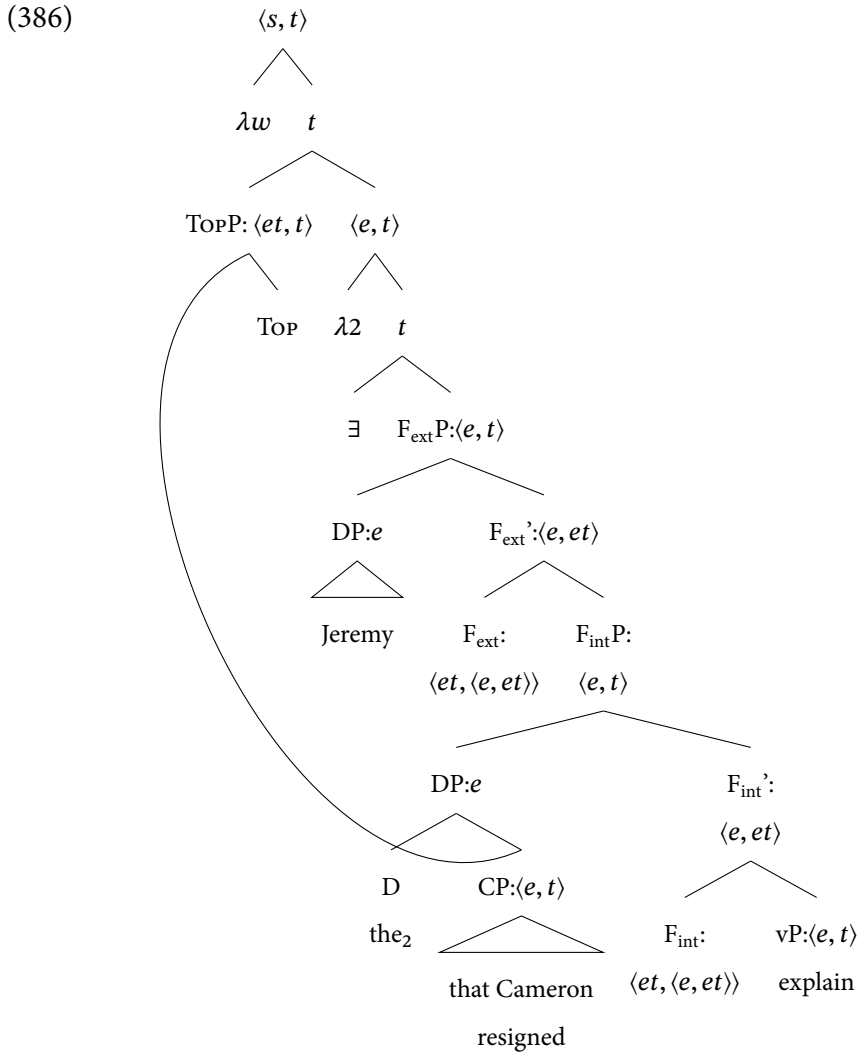 (386) ⟨s, t⟩
λw t
TopP: ⟨et, t⟩ ⟨e, t⟩
Top λ2 t
∃ FextP:⟨e, t⟩
DP:e Fext':⟨e, et⟩
Jeremy Fext: FintP:
⟨et, ⟨e, et⟩⟩ ⟨e, t⟩
DP:e Fint':
⟨e, et⟩
D CP:⟨e, t⟩
the₂ Fint: vP:⟨e, t⟩
that Cameron ⟨et, ⟨e, et⟩⟩ explain
resigned